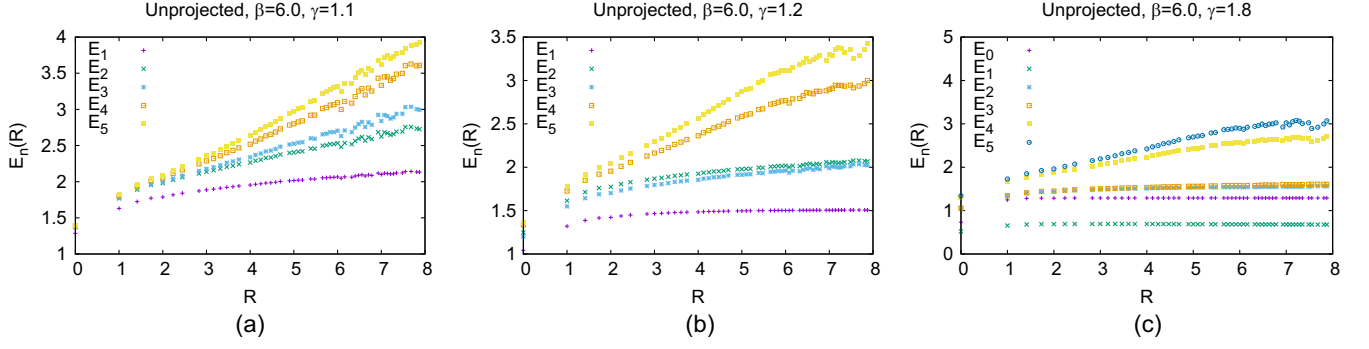 Unprojected, β=6.0, γ=1.1
4
3.5
3
2.5
2
1.5
1
E₁
E₂
E₃
E₄
E₅
Eₙ(R)
0 1 2 3 4 5 6 7 8
R
(a)
Unprojected, β=6.0, γ=1.2
3.5
3
2.5
2
1.5
1
E₁
E₂
E₃
E₄
E₅
Eₙ(R)
0 1 2 3 4 5 6 7 8
R
(b)
Unprojected, β=6.0, γ=1.8
5
4
3
2
1
0
E₀
E₁
E₂
E₃
E₄
E₅
Eₙ(R)
0 1 2 3 4 5 6 7 8
R
(c)